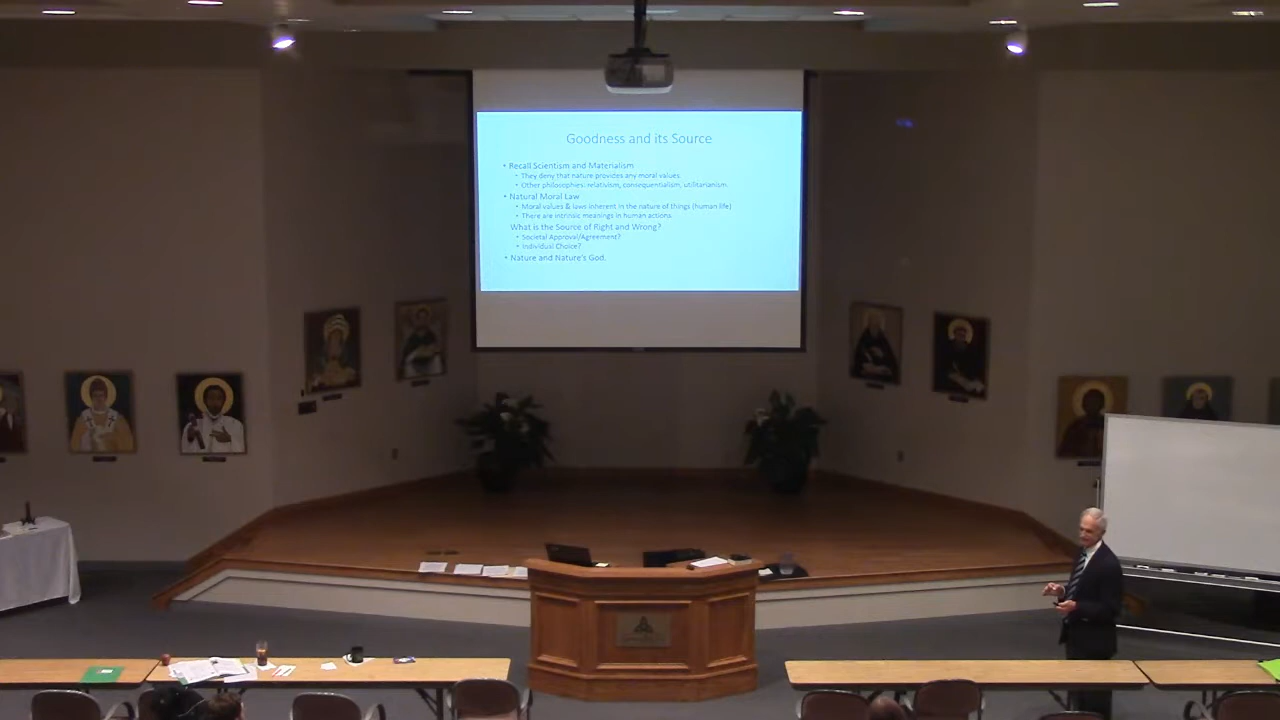 Goodness and its Source
• Recall Scientism and Materialism
• They deny that nature provides any moral values.
• Other philosophies: relativism, consequentialism, utilitarianism.
• Natural Moral Law
• Moral values & laws inherent in the nature of things (human life)
• There are intrinsic meanings in human actions.
What is the Source of Right and Wrong?
• Societal Approval/Agreement?
• Individual Choice?
• Nature and Nature's God.